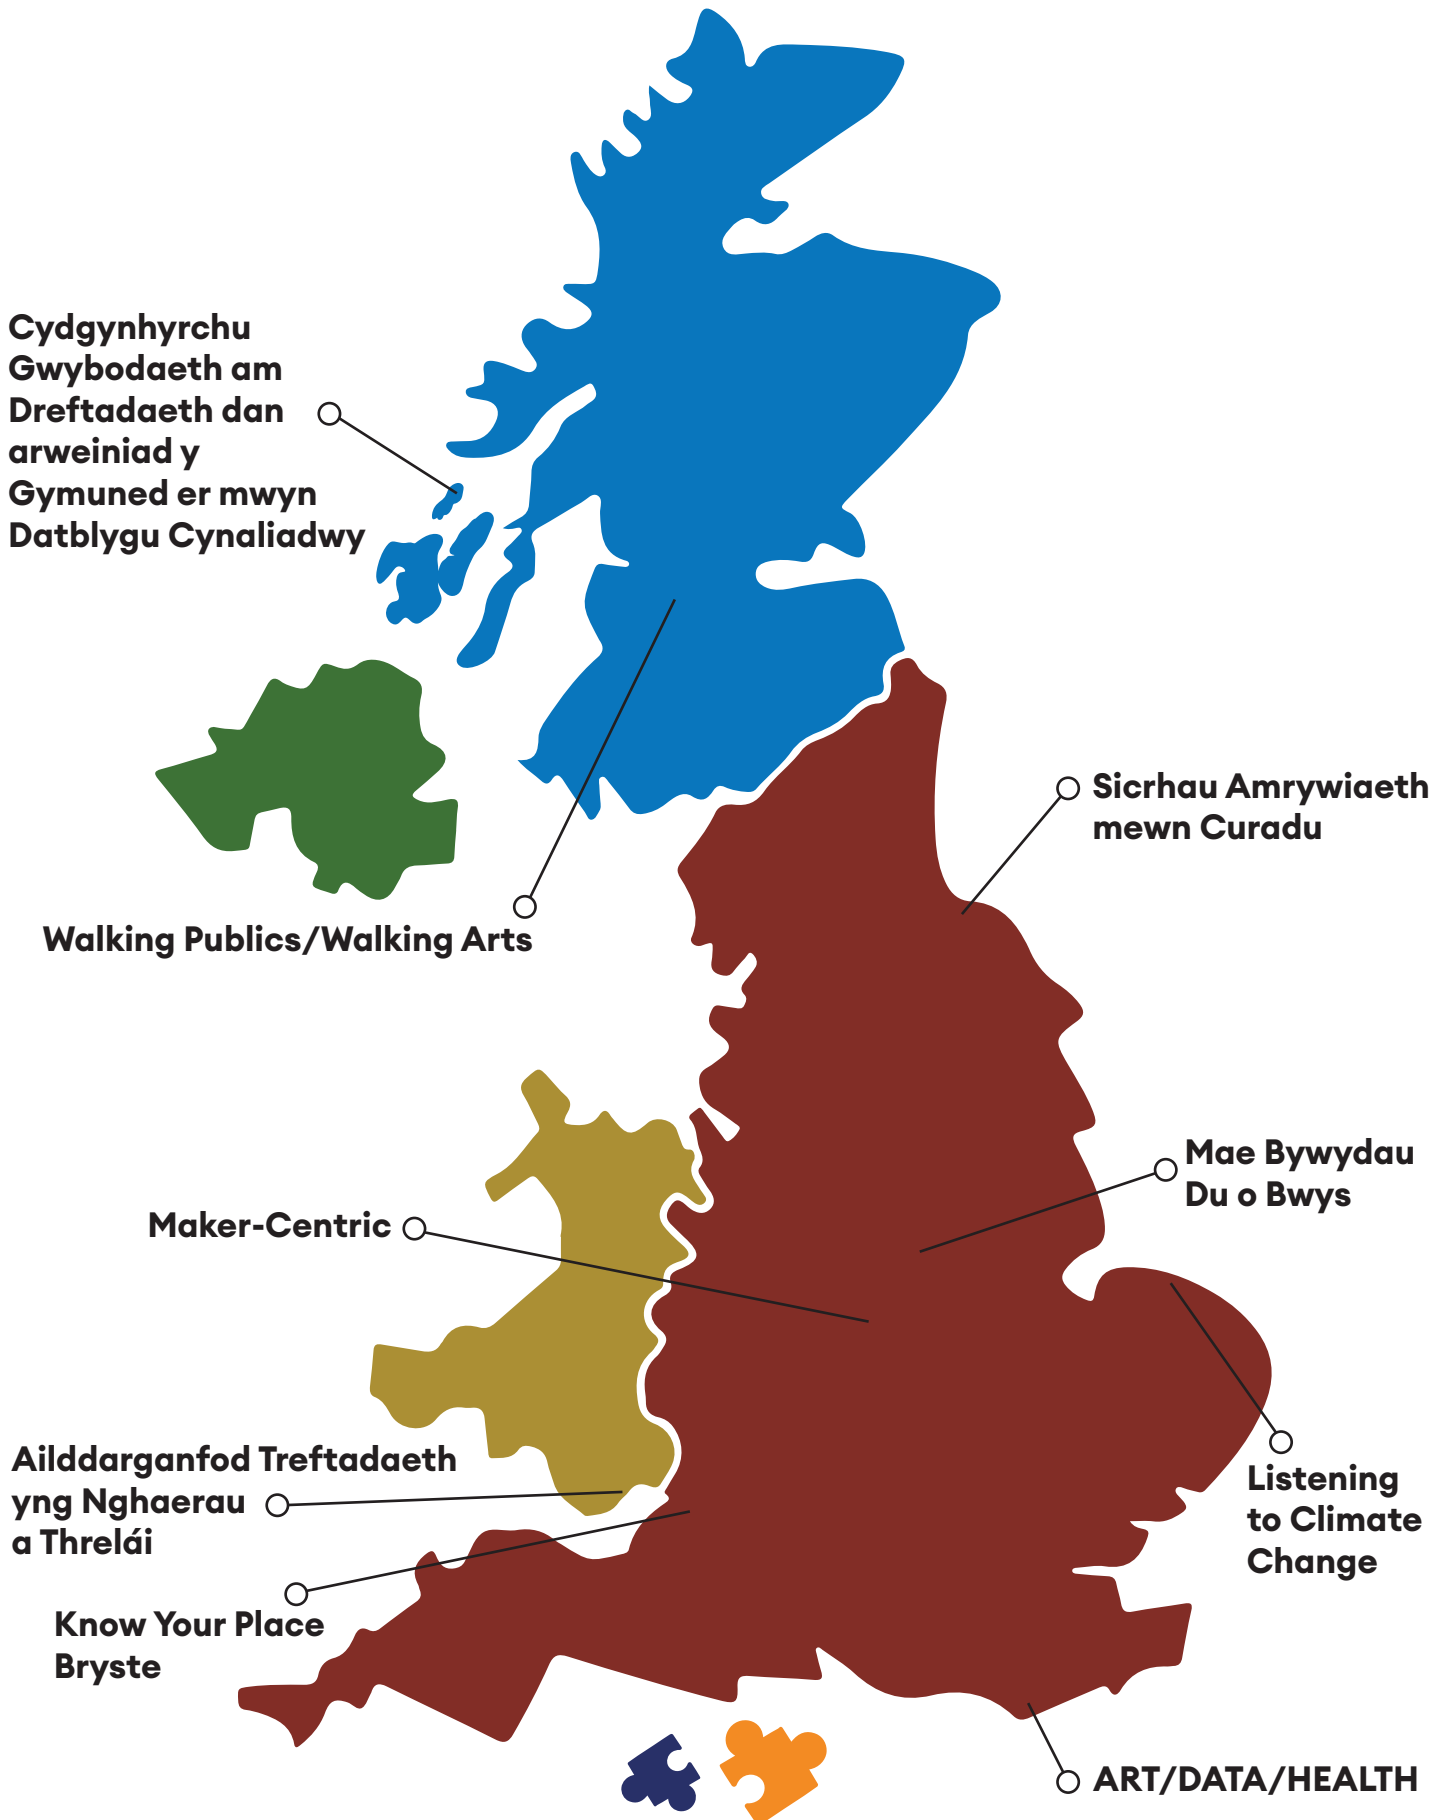 Cydgynhyrchu
Gwybodaeth am
Dreftadaeth dan
arweiniad y
Gymuned er mwyn
Datblygu Cynaliadwy
Sicrhau Amrywiaeth
mewn Curadu
Walking Publics/Walking Arts
Mae Bywydau
Du o Bwys
Maker-Centric
Ailddarganfod Treftadaeth
yng Nghaerau
a Threlái
Listening
to Climate
Change
Know Your Place
Bryste
ART/DATA/HEALTH